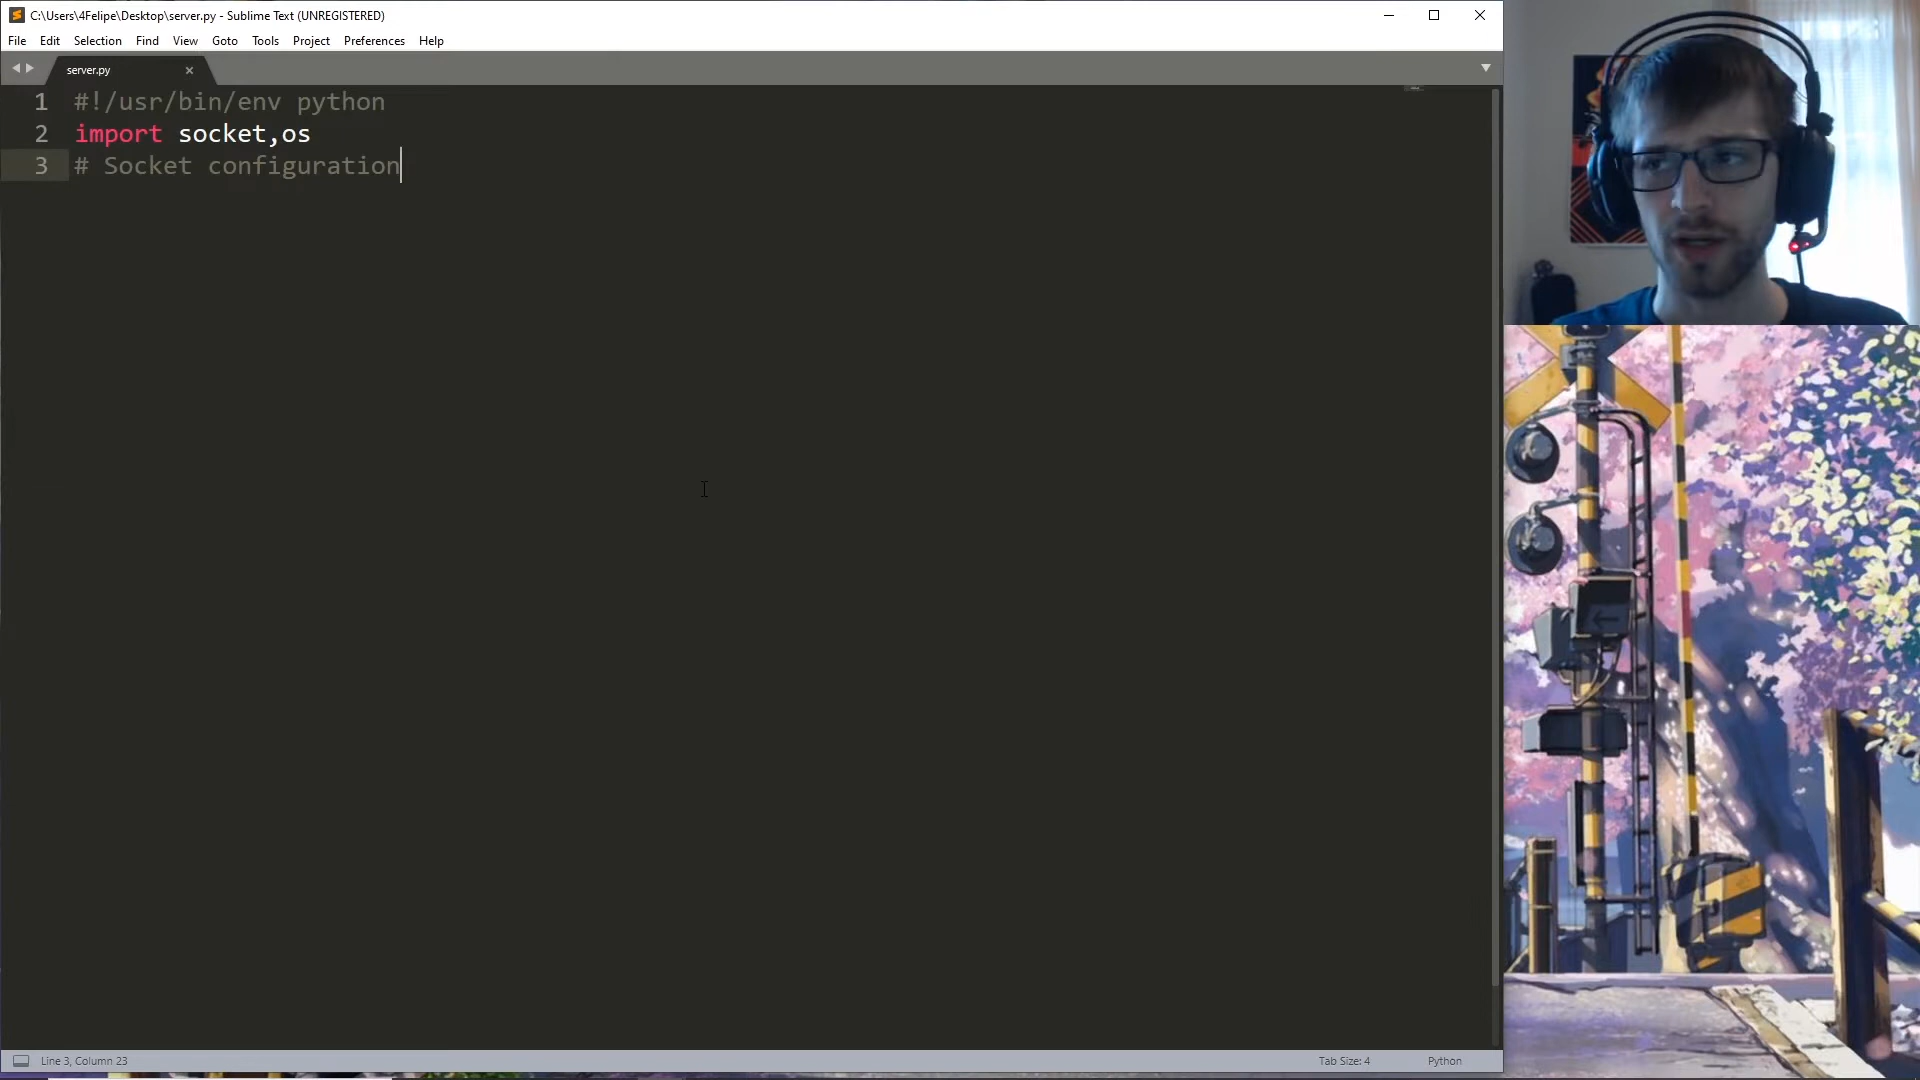 C:\Users\4Felipe\Desktop\server.py - Sublime Text (UNREGISTERED)
File Edit Selection Find View Goto Tools Project Preferences Help
server.py
1 #!/usr/bin/env python
2 import socket,os
3 # Socket configuration
Line 3, Column 23 Tab Size: 4 Python